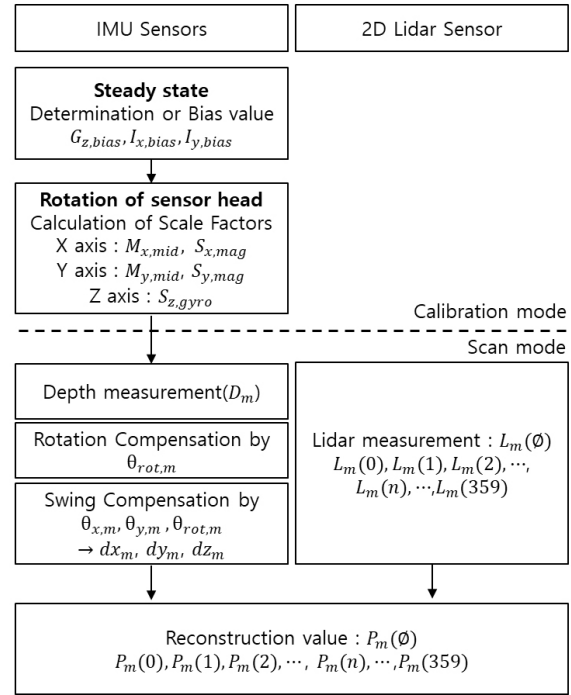 IMU Sensors
2D Lidar Sensor
Steady state
Determination or Bias value
G_{z,bias}, I_{x,bias}, I_{y,bias}
Rotation of sensor head
Calculation of Scale Factors
X axis : M_{x,mid}, S_{x,mag}
Y axis : M_{y,mid}, S_{y,mag}
Z axis : S_{z,gyro}
Calibration mode
Scan mode
Depth measurement(D_m)
Rotation Compensation by
θ_{rot,m}
Swing Compensation by
θ_{x,m}, θ_{y,m}, θ_{rot,m}
→ dx_m, dy_m, dz_m
Lidar measurement : L_m(∅)
L_m(0), L_m(1), L_m(2), ⋯,
L_m(n), ⋯, L_m(359)
Reconstruction value : P_m(∅)
P_m(0), P_m(1), P_m(2), ⋯, P_m(n), ⋯, P_m(359)